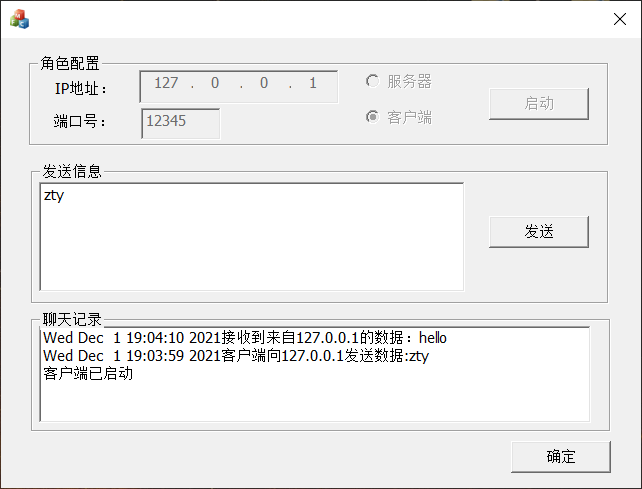 角色配置
IP地址： 127 . 0 . 0 . 1 服务器
端口号： 12345 客户端 启动
发送信息
zty
发送
聊天记录
Wed Dec  1 19:04:10 2021接收到来自127.0.0.1的数据：hello
Wed Dec  1 19:03:59 2021客户端向127.0.0.1发送数据:zty
客户端已启动
确定